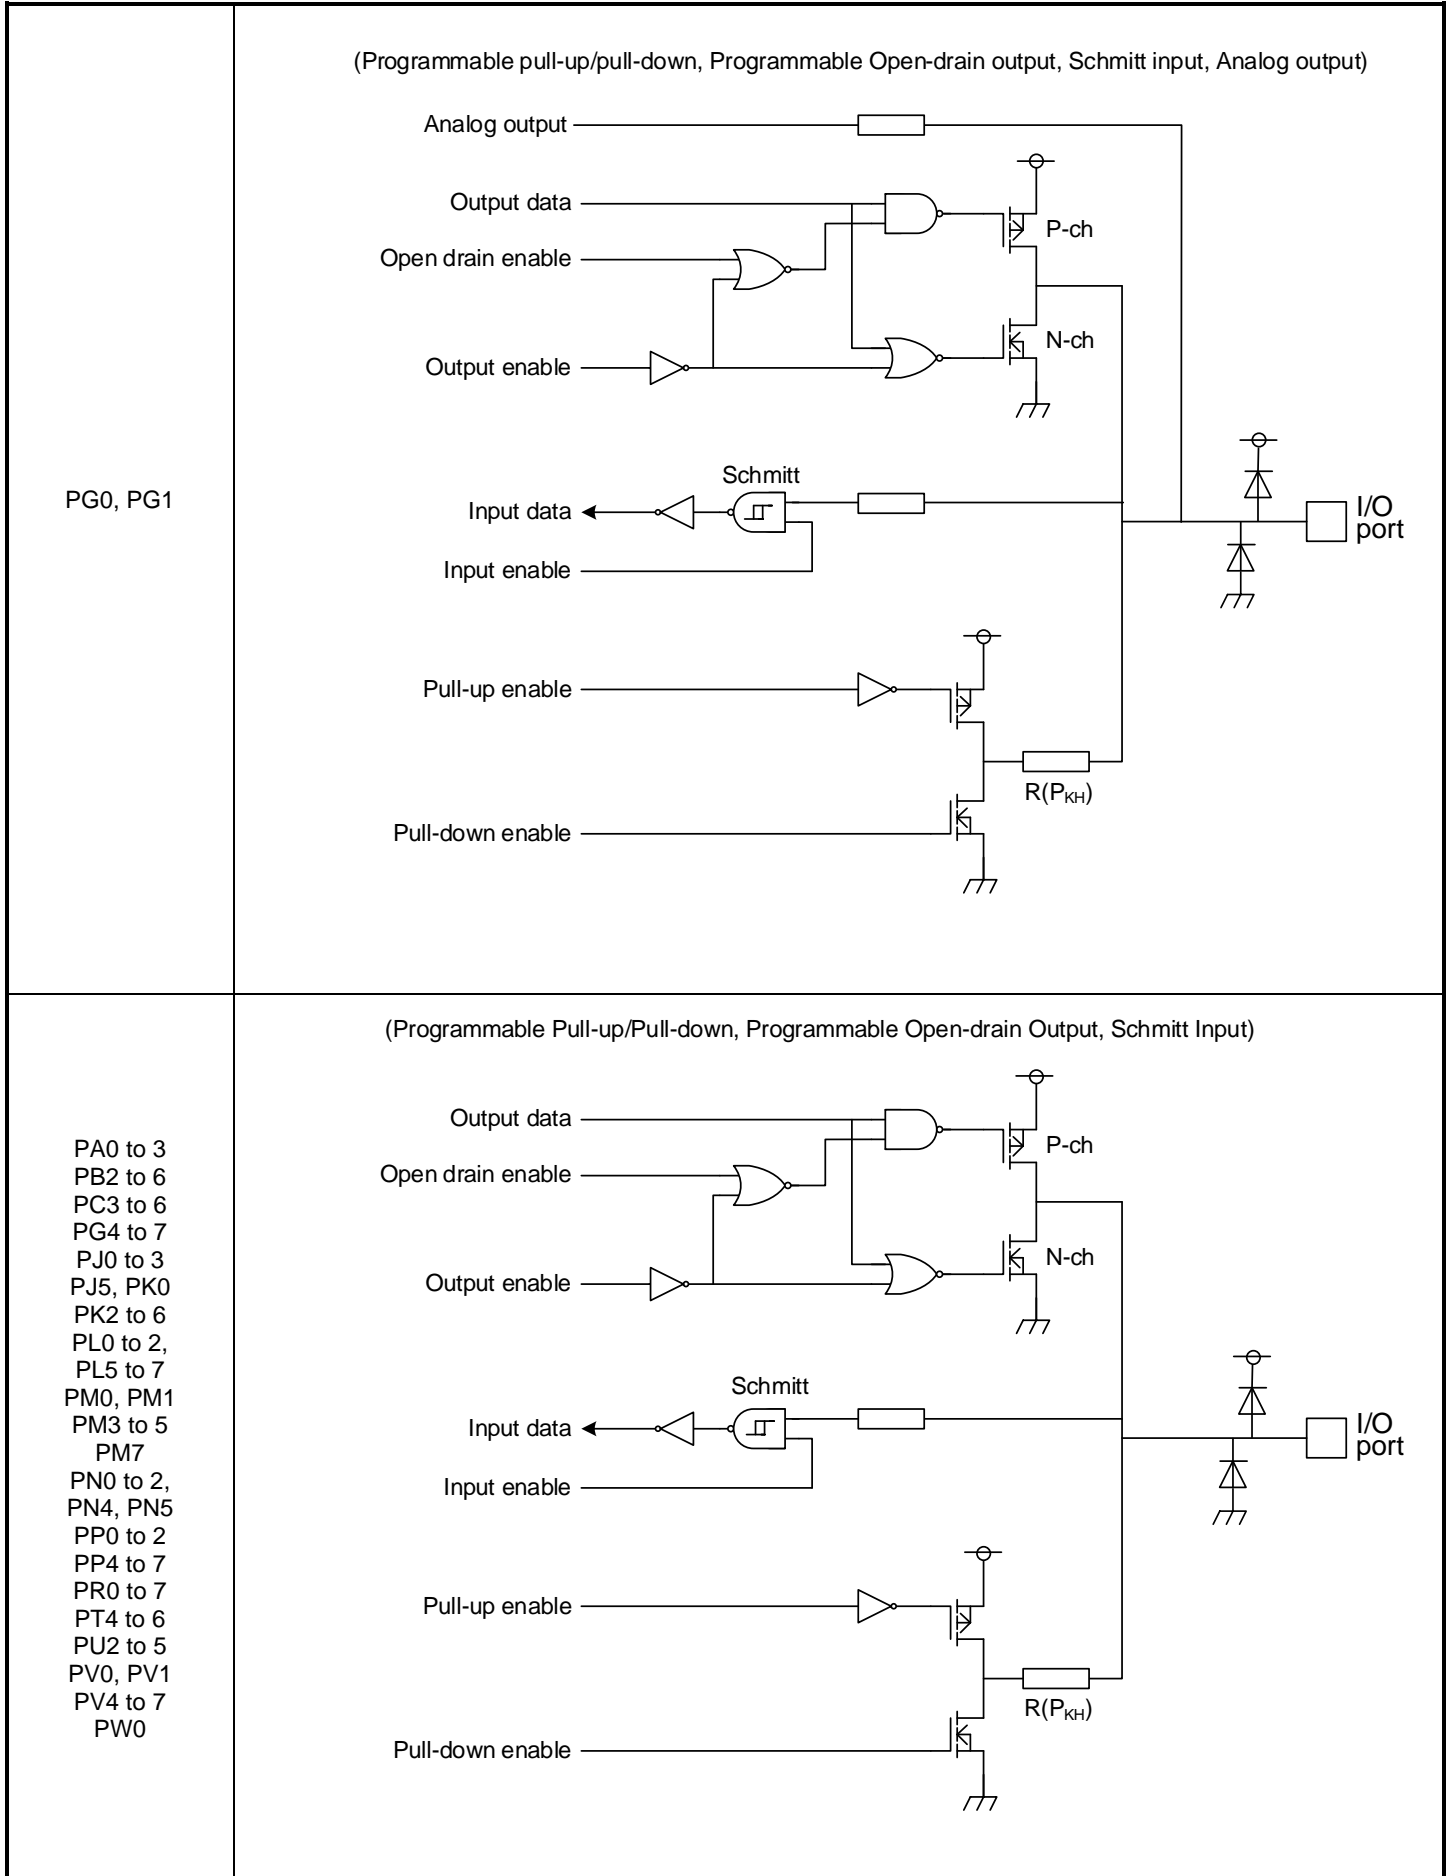 (Programmable pull-up/pull-down, Programmable Open-drain output, Schmitt input, Analog output)
Analog output
Output data
P-ch
Open drain enable
N-ch
Output enable
PG0, PG1
Schmitt
Input data
I/O
port
Input enable
Pull-up enable
R(PKH)
Pull-down enable
(Programmable Pull-up/Pull-down, Programmable Open-drain Output, Schmitt Input)
PA0 to 3
PB2 to 6
PC3 to 6
PG4 to 7
PJ0 to 3
PJ5, PK0
PK2 to 6
PL0 to 2,
PL5 to 7
PM0, PM1
PM3 to 5
PM7
PN0 to 2,
PN4, PN5
PP0 to 2
PP4 to 7
PR0 to 7
PT4 to 6
PU2 to 5
PV0, PV1
PV4 to 7
PW0
Output data
P-ch
Open drain enable
N-ch
Output enable
Schmitt
Input data
I/O
port
Input enable
Pull-up enable
R(PKH)
Pull-down enable